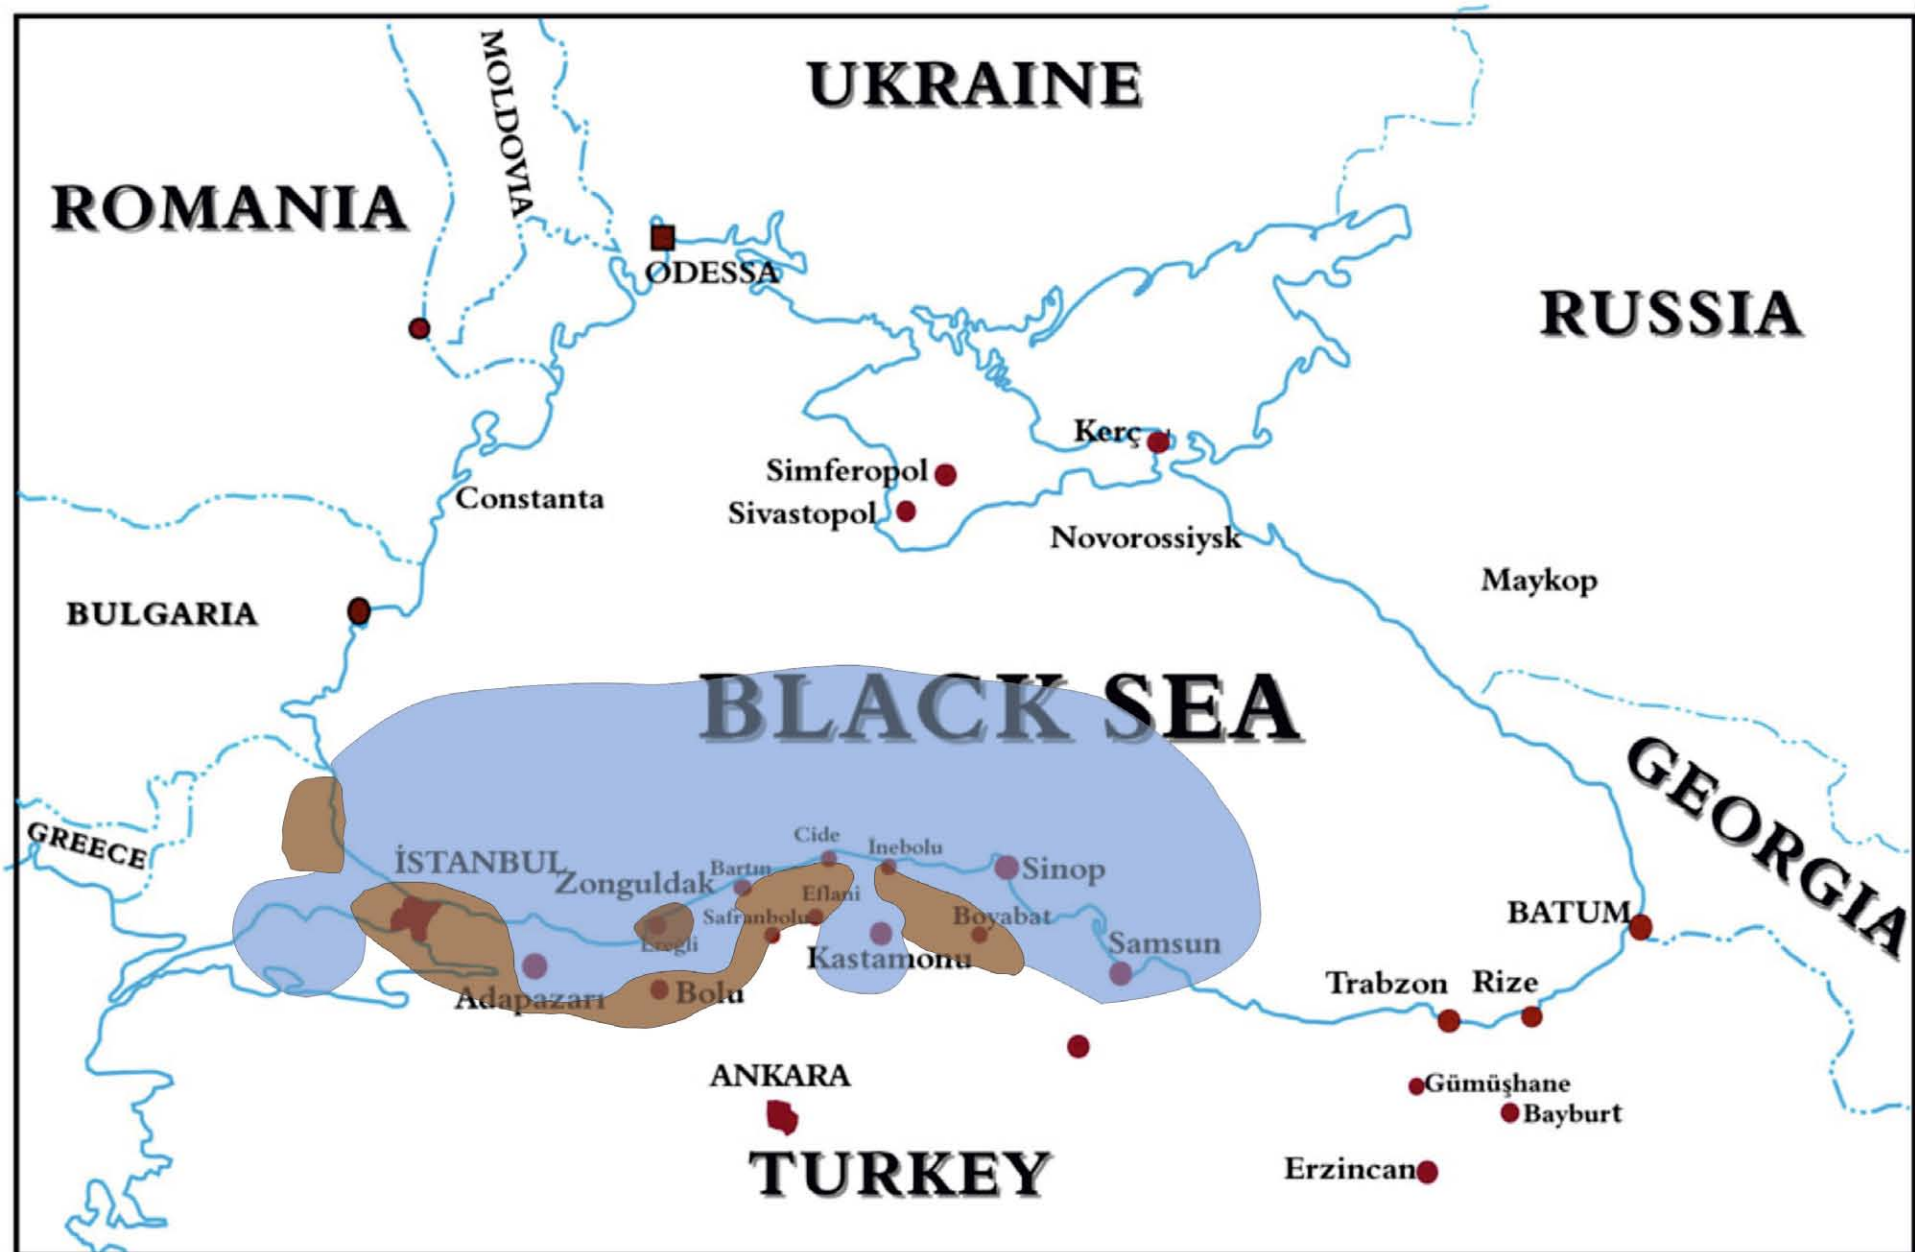 MOLDOVIA
UKRAINE
ROMANIA
ODESSA
RUSSIA
Kerç
Simferopol
Constanta
Sivastopol
Novorossiysk
Maykop
BULGARIA
BLACK SEA
GEORGIA
GREECE
İSTANBUL
Cide
İnebolu
Zonguldak
Bartın
Sinop
Eflani
Safranbolu
Boyabat
BATUM
Ereğli
Kastamonu
Samsun
Adapazarı
Bolu
Trabzon
Rize
ANKARA
Gümüşhane
Bayburt
TURKEY
Erzincan